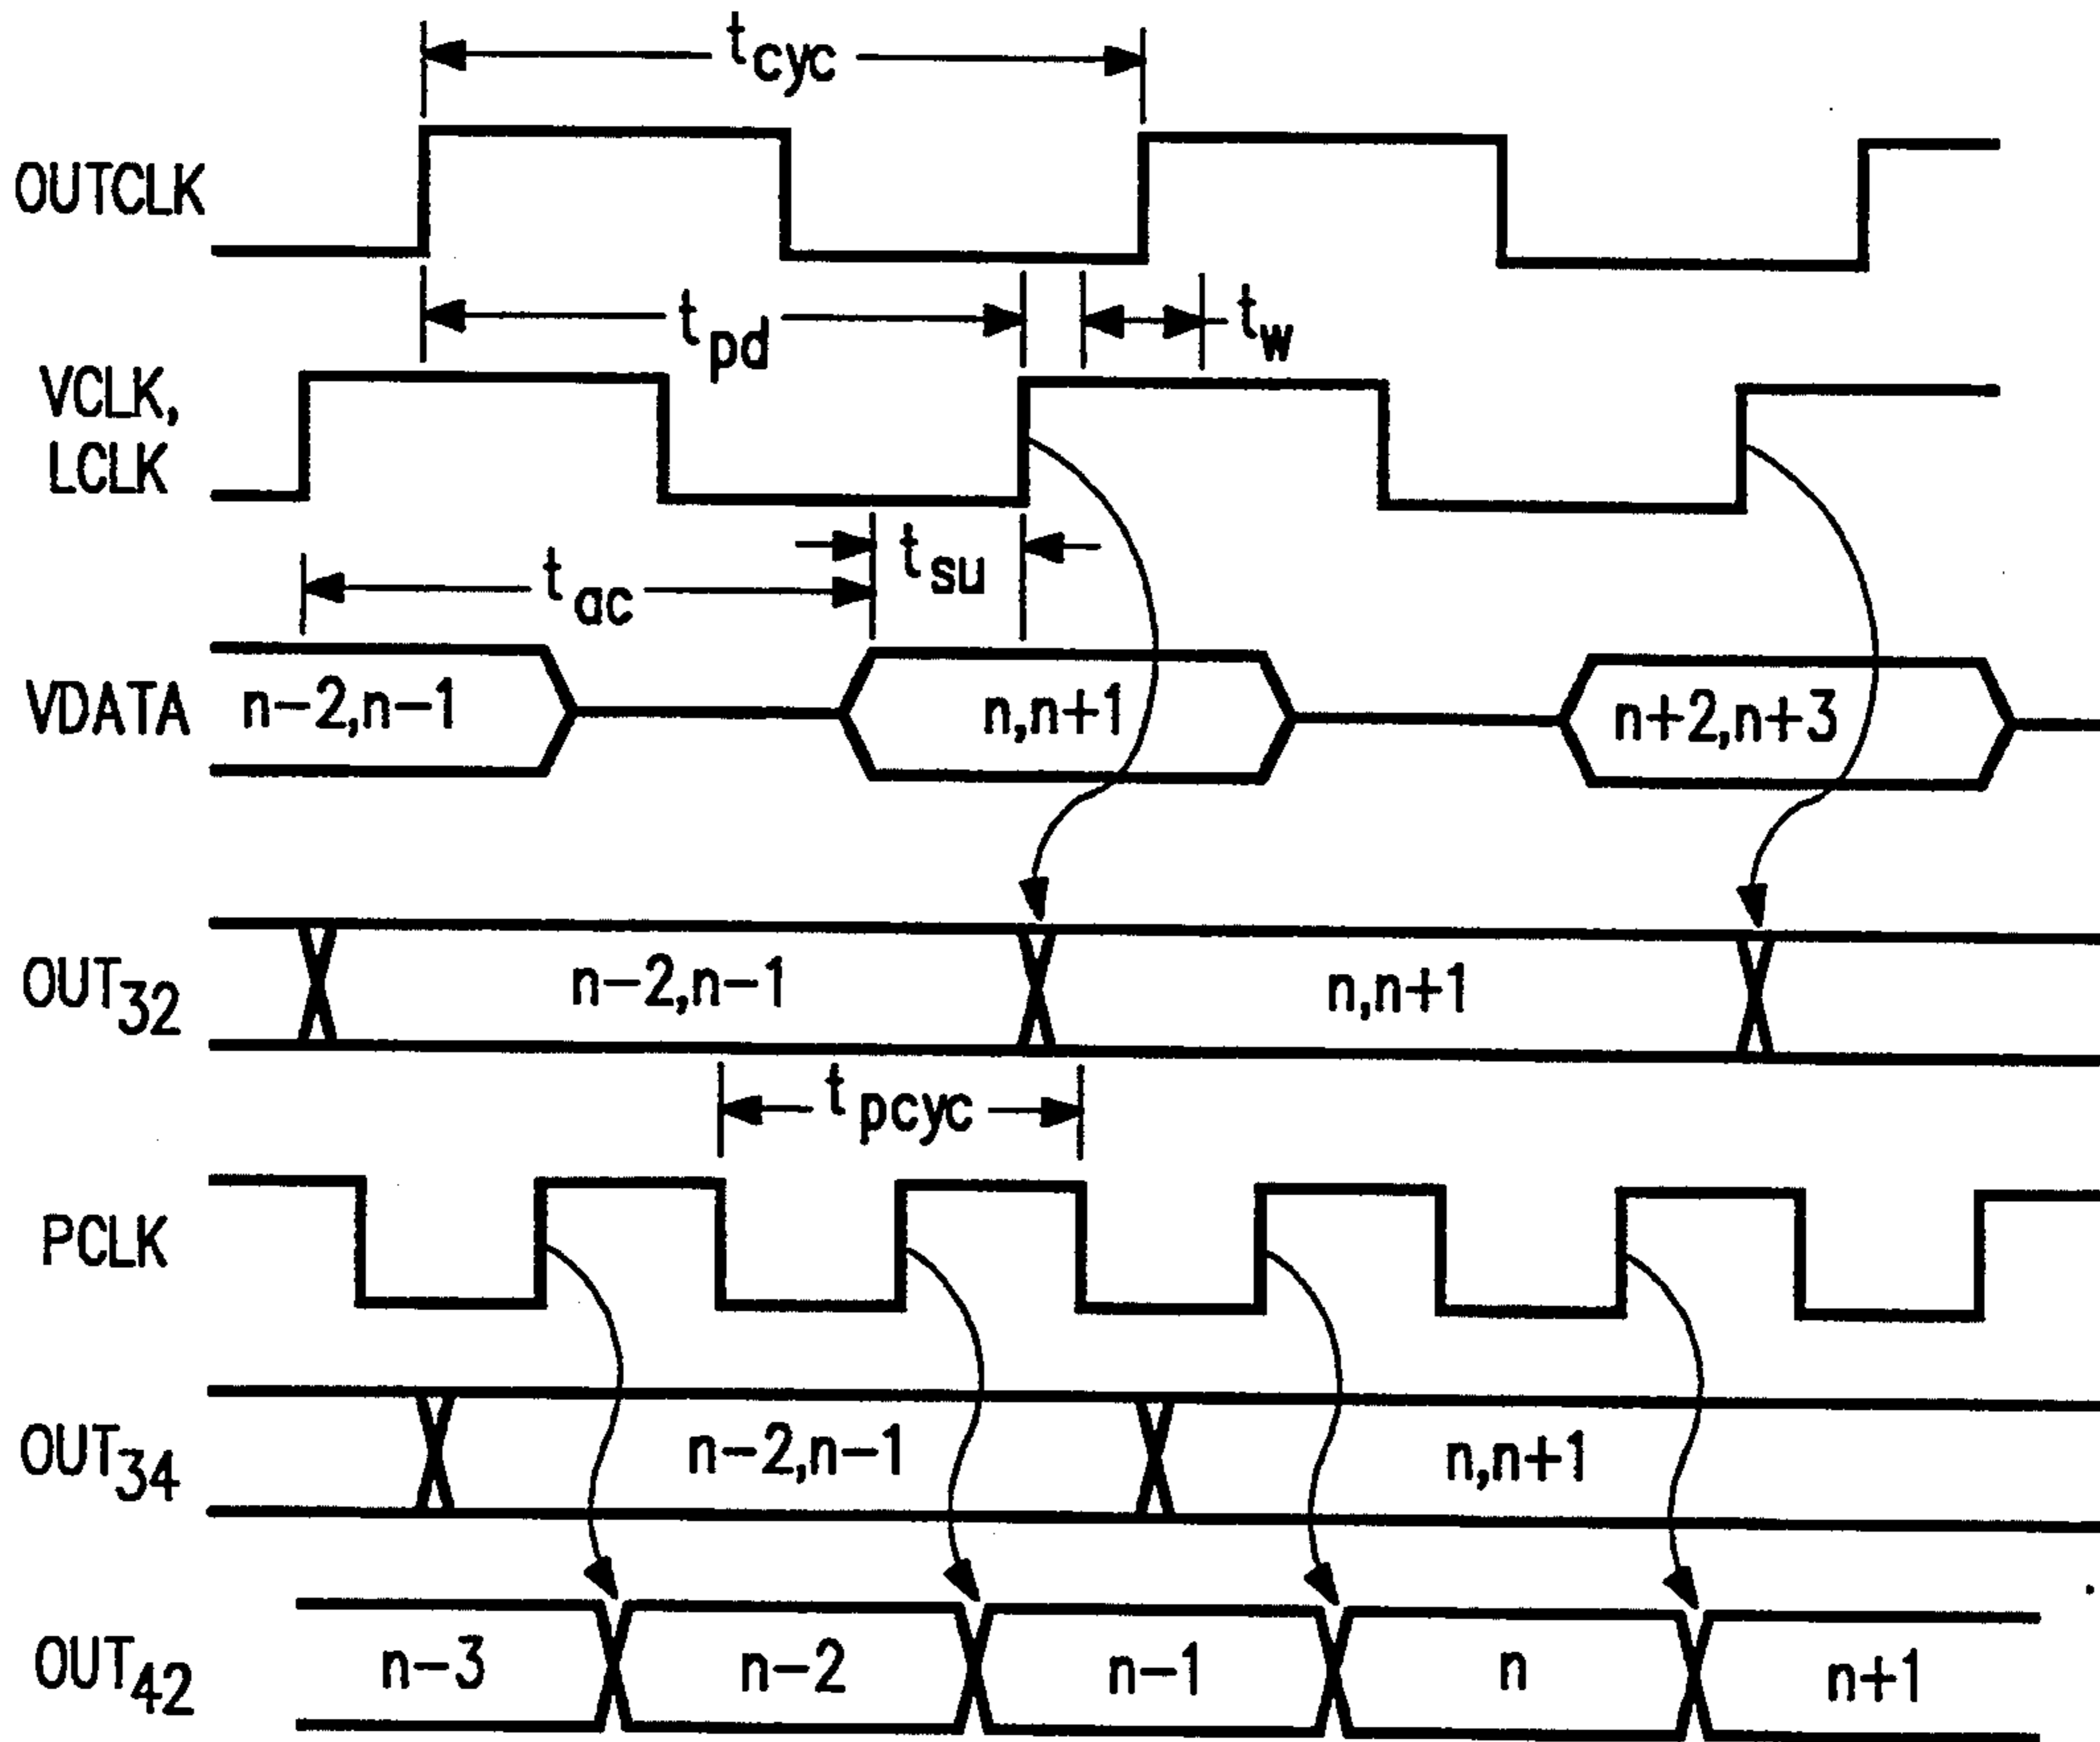 tcyc
OUTCLK
tpd
tw
VCLK,
LCLK
tsu
tac
VDATA n-2,n-1 n,n+1 n+2,n+3
OUT32 n-2,n-1 n,n+1
tpcyc
PCLK
OUT34 n-2,n-1 n,n+1
OUT42 n-3 n-2 n-1 n n+1